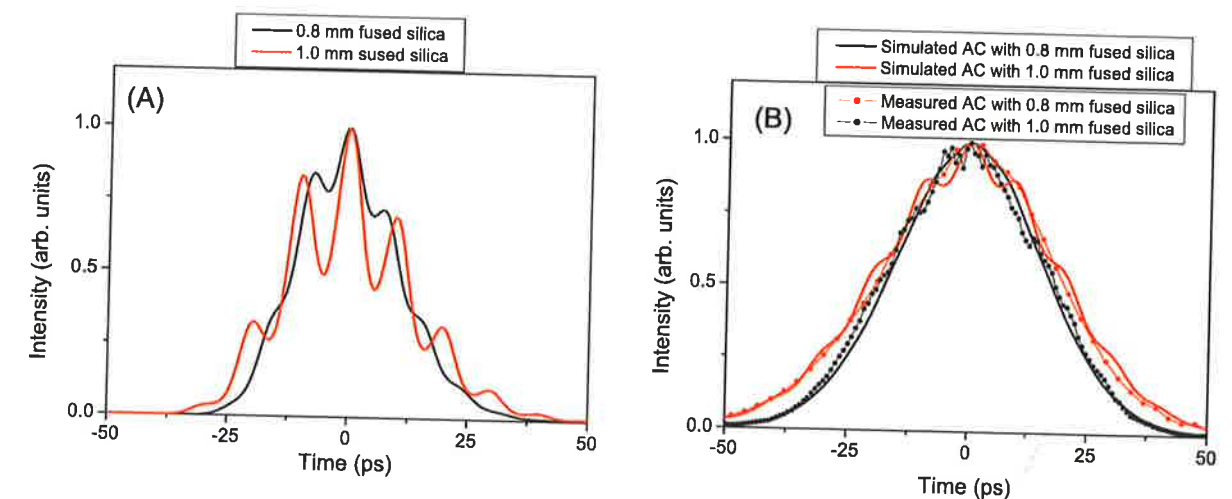 0.8 mm fused silica
1.0 mm sused silica
(A)
1.0
0.5
0.0
Intensity (arb. units)
-50
-25
0
25
50
Time (ps)
Simulated AC with 0.8 mm fused silica
Simulated AC with 1.0 mm fused silica
Measured AC with 0.8 mm fused silica
Measured AC with 1.0 mm fused silica
(B)
1.0
0.5
0.0
Intensity (arb. units)
-50
-25
0
25
50
Time (ps)